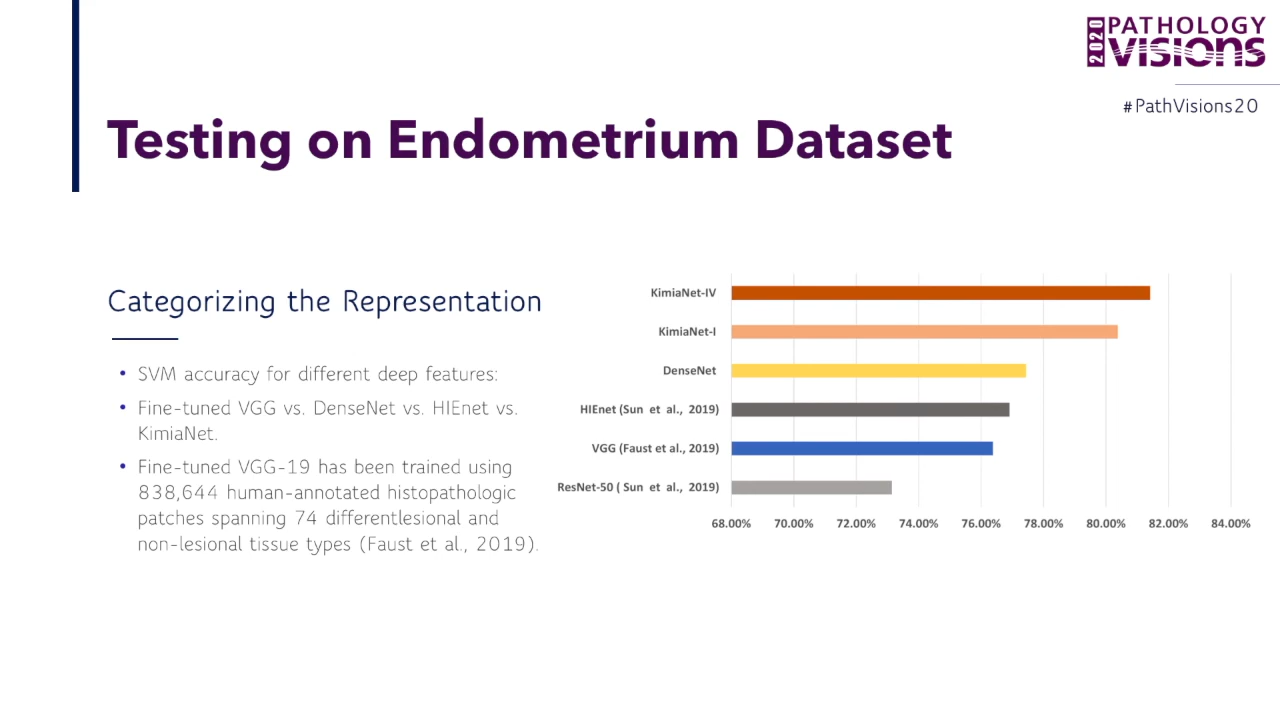 2020 PATHOLOGY
visions
#PathVisions20
Testing on Endometrium Dataset
Categorizing the Representation
• SVM accuracy for different deep features:
• Fine-tuned VGG vs. DenseNet vs. HIEnet vs.
KimiaNet.
• Fine-tuned VGG-19 has been trained using
838,644 human-annotated histopathologic
patches spanning 74 differentlesional and
non-lesional tissue types (Faust et al., 2019).
KimiaNet-IV
KimiaNet-I
DenseNet
HIEnet (Sun et al., 2019)
VGG (Faust et al., 2019)
ResNet-50 ( Sun et al., 2019)
68.00% 70.00% 72.00% 74.00% 76.00% 78.00% 80.00% 82.00% 84.00%